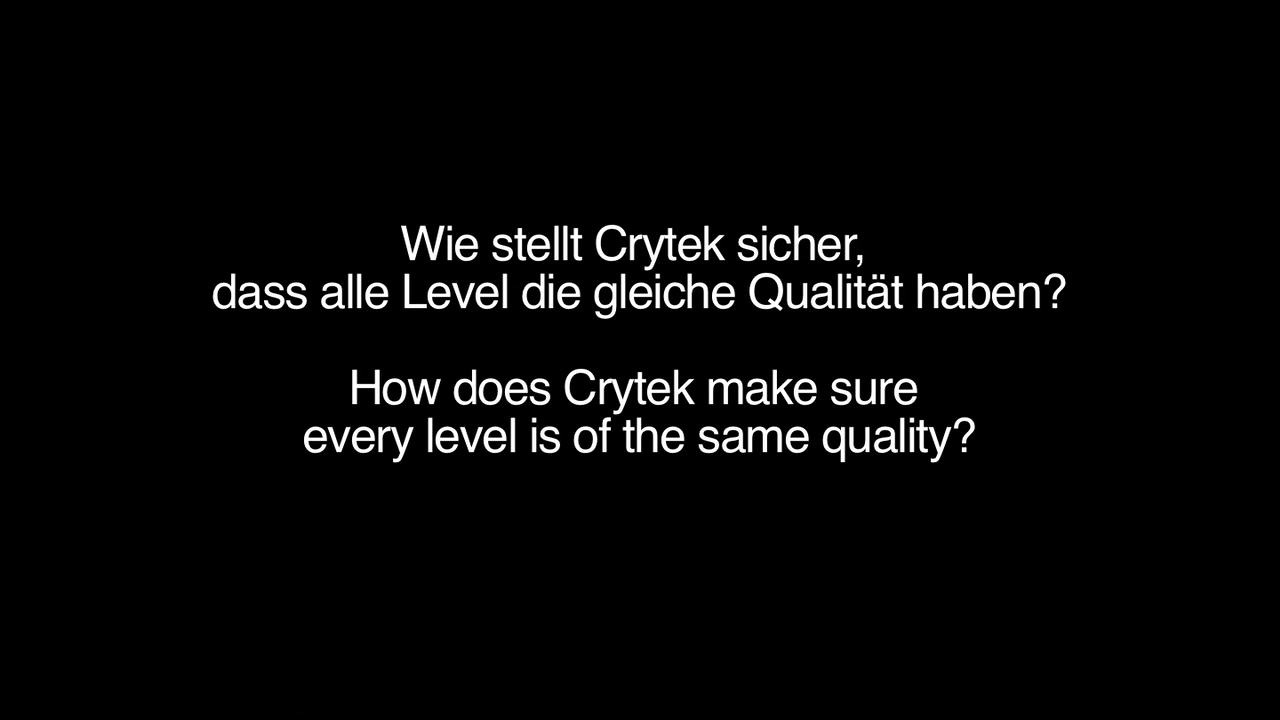 Wie stellt Crytek sicher,
dass alle Level die gleiche Qualität haben?
How does Crytek make sure
every level is of the same quality?